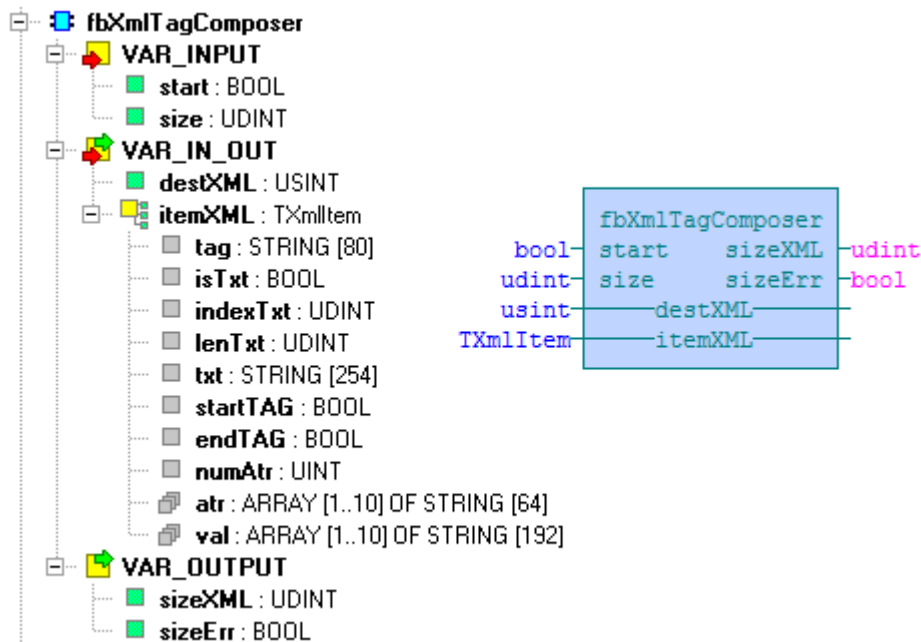 fbXmlTagComposer
VAR_INPUT
start : BOOL
size : UDINT
VAR_IN_OUT
destXML : USINT
itemXML : TXmlItem
tag : STRING [80]
isTxt : BOOL
indexTxt : UDINT
lenTxt : UDINT
txt : STRING [254]
startTAG : BOOL
endTAG : BOOL
numAtr : UINT
atr : ARRAY [1..10] OF STRING [64]
val : ARRAY [1..10] OF STRING [192]
VAR_OUTPUT
sizeXML : UDINT
sizeErr : BOOL
fbXmlTagComposer
bool start sizeXML udint
udint size sizeErr bool
usint destXML
TXmlItem itemXML